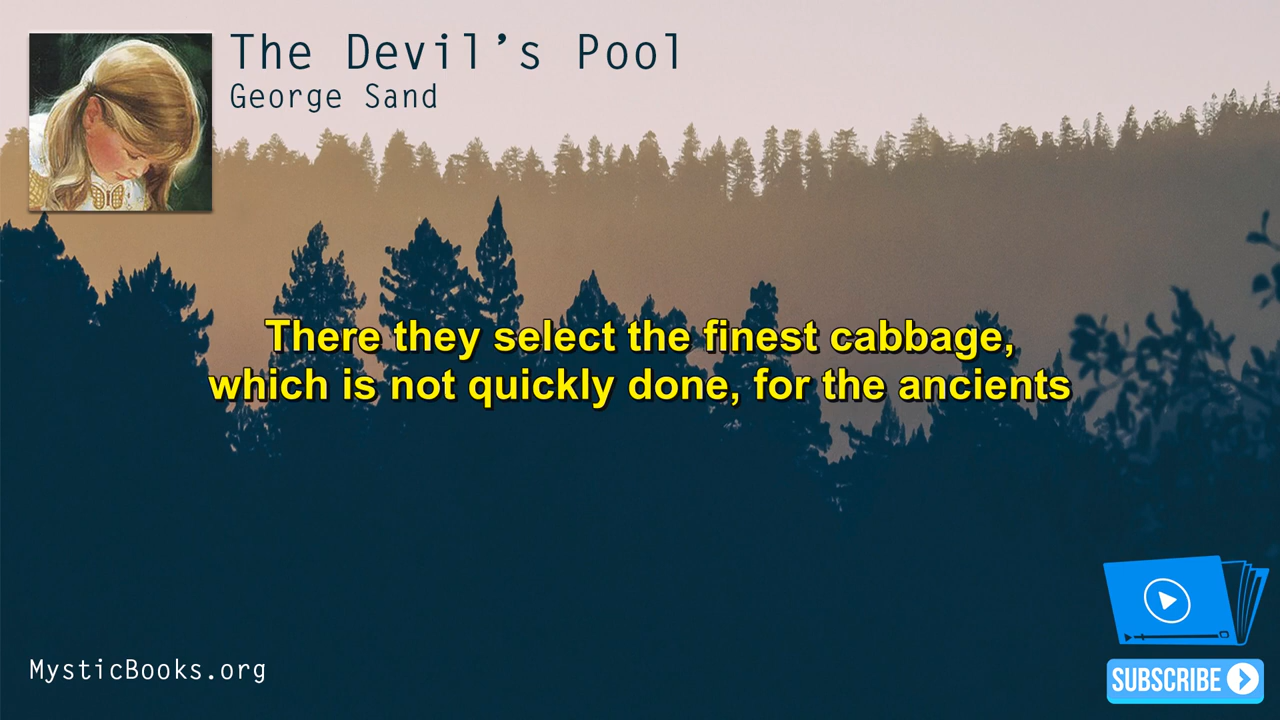 The Devil’s Pool
George Sand
There they select the finest cabbage,
which is not quickly done, for the ancients
MysticBooks.org
SUBSCRIBE